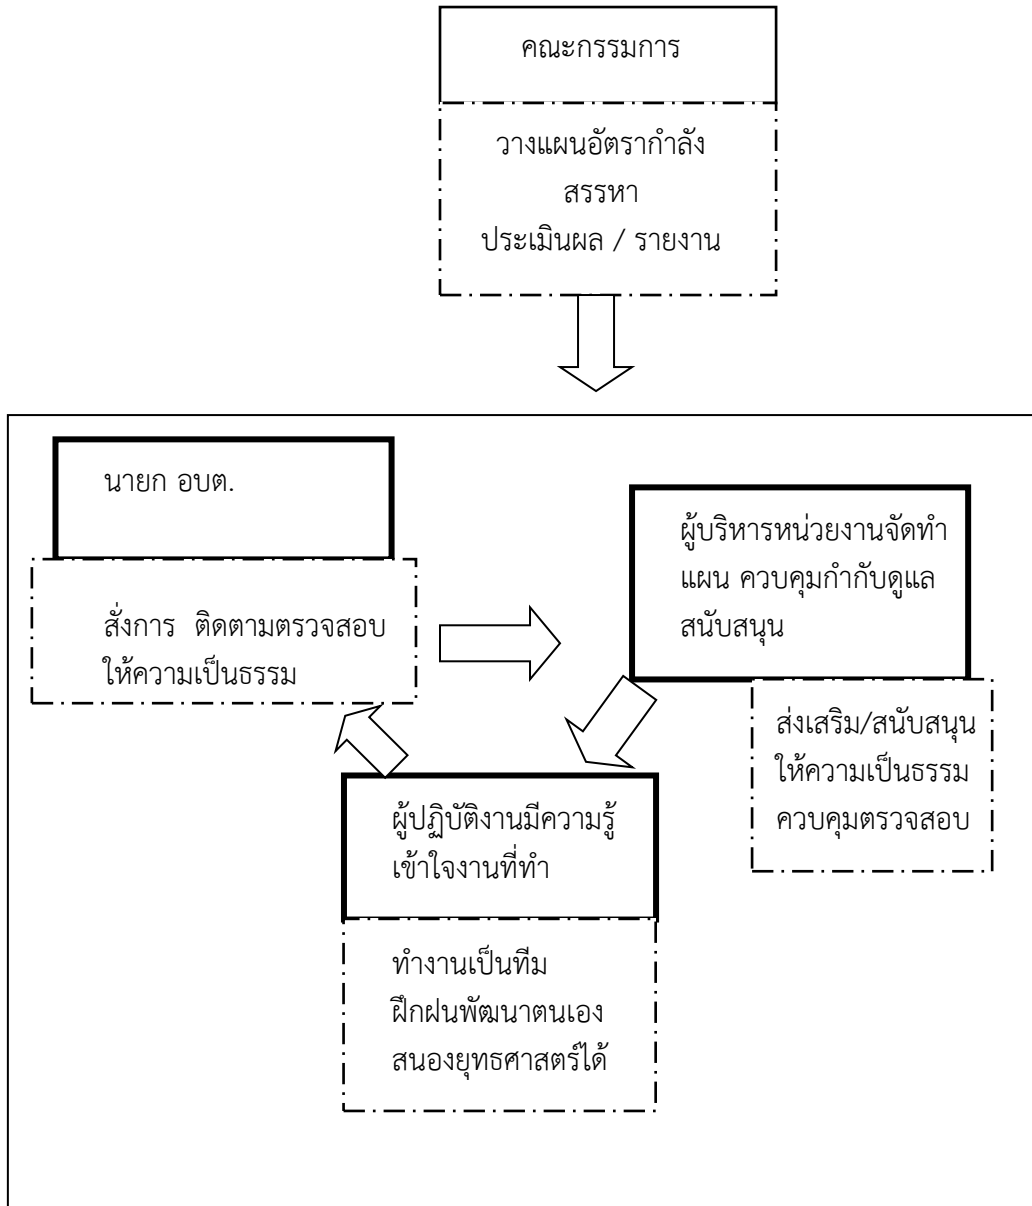 คณะกรรมการ
วางแผนอัตรากำลัง
สรรหา
ประเมินผล / รายงาน
นายก อบต.
สั่งการ ติดตามตรวจสอบ
ให้ความเป็นธรรม
ผู้บริหารหน่วยงานจัดทำ
แผน ควบคุมกำกับดูแล
สนับสนุน
ส่งเสริม/สนับสนุน
ให้ความเป็นธรรม
ควบคุมตรวจสอบ
ผู้ปฏิบัติงานมีความรู้
เข้าใจงานที่ทำ
ทำงานเป็นทีม
ฝึกฝนพัฒนาตนเอง
สนองยุทธศาสตร์ได้